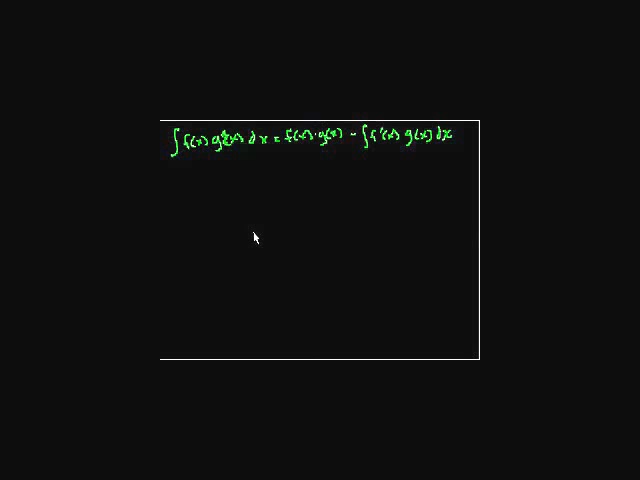 ∫ f(x) g'(x) dx = f(x) · g(x) - ∫ f'(x) g(x) dx